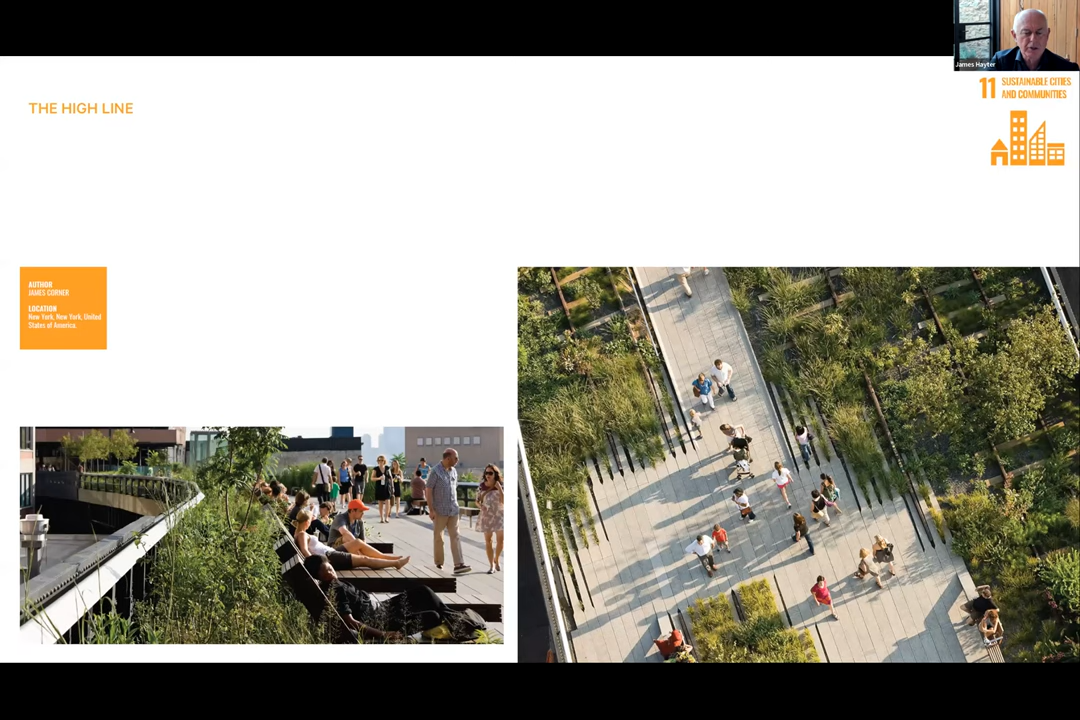 James Hayter
11 SUSTAINABLE CITIES
AND COMMUNITIES
THE HIGH LINE
AUTHOR
JAMES CORNER
LOCATION
New York, New York, United
States of America.